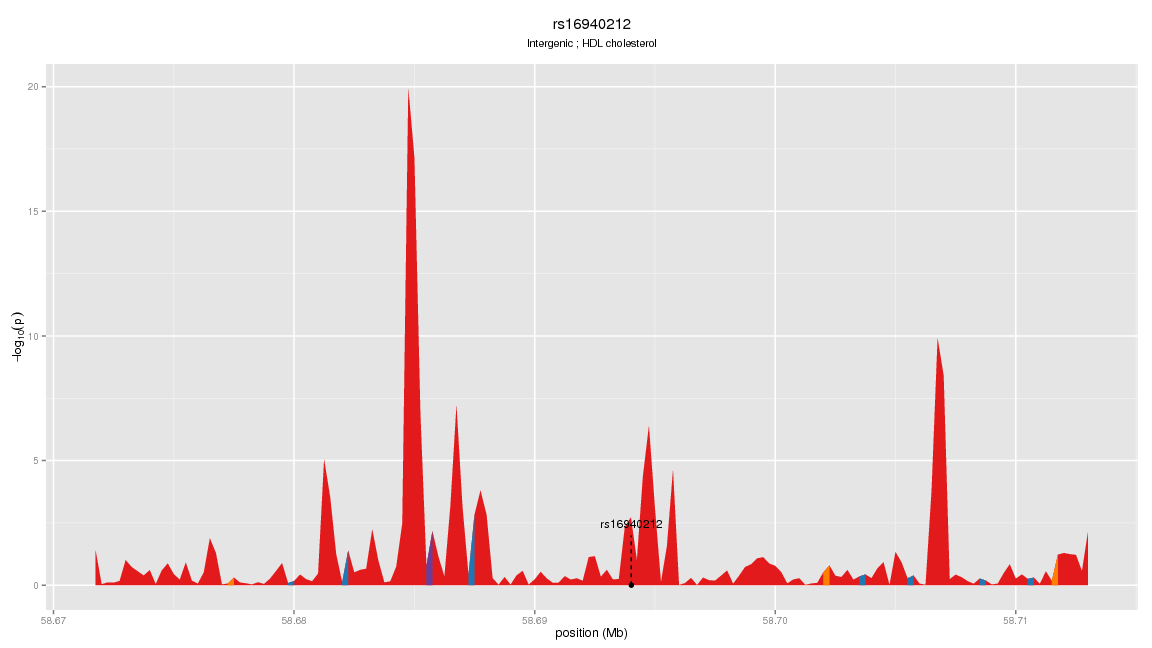 rs16940212
Intergenic ; HDL cholesterol
20
15
10
5
0
−log10(p)
rs16940212
58.67
58.68
58.69
58.70
58.71
position (Mb)